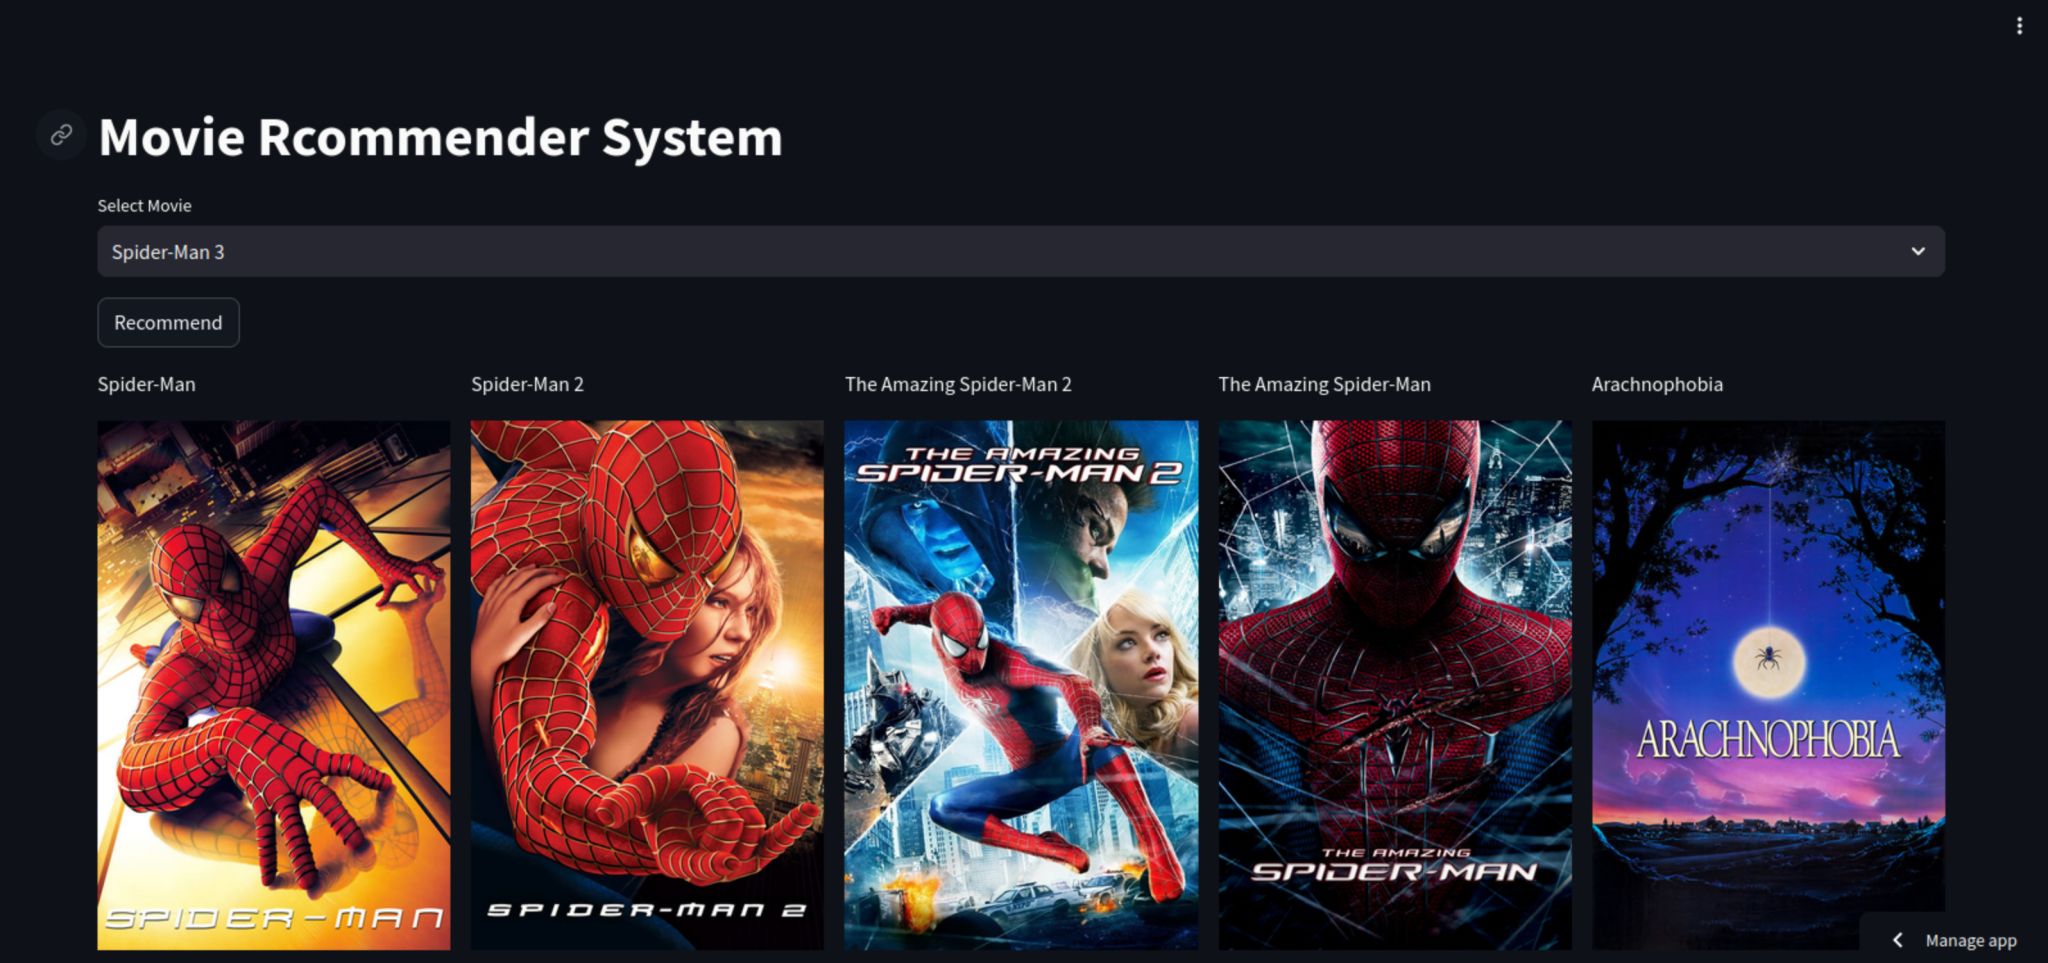 Movie Rcommender System
Select Movie
Spider-Man 3
Recommend
Spider-Man
Spider-Man 2
The Amazing Spider-Man 2
The Amazing Spider-Man
Arachnophobia
SPIDER-MAN
SPIDER-MAN 2
THE AMAZING
SPIDER-MAN 2
THE AMAZING
SPIDER-MAN
ARACHNOPHOBIA
Manage app